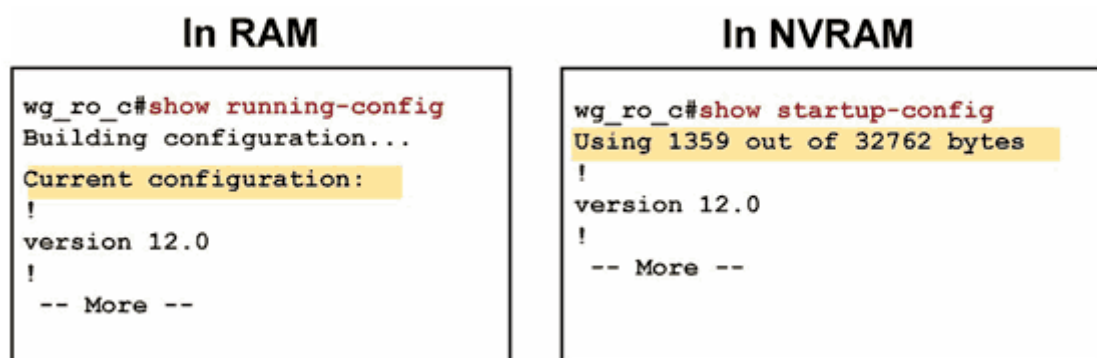 In RAM
wg_ro_c#show running-config
Building configuration...
Current configuration:
!
version 12.0
!
-- More --
In NVRAM
wg_ro_c#show startup-config
Using 1359 out of 32762 bytes
!
version 12.0
!
-- More --